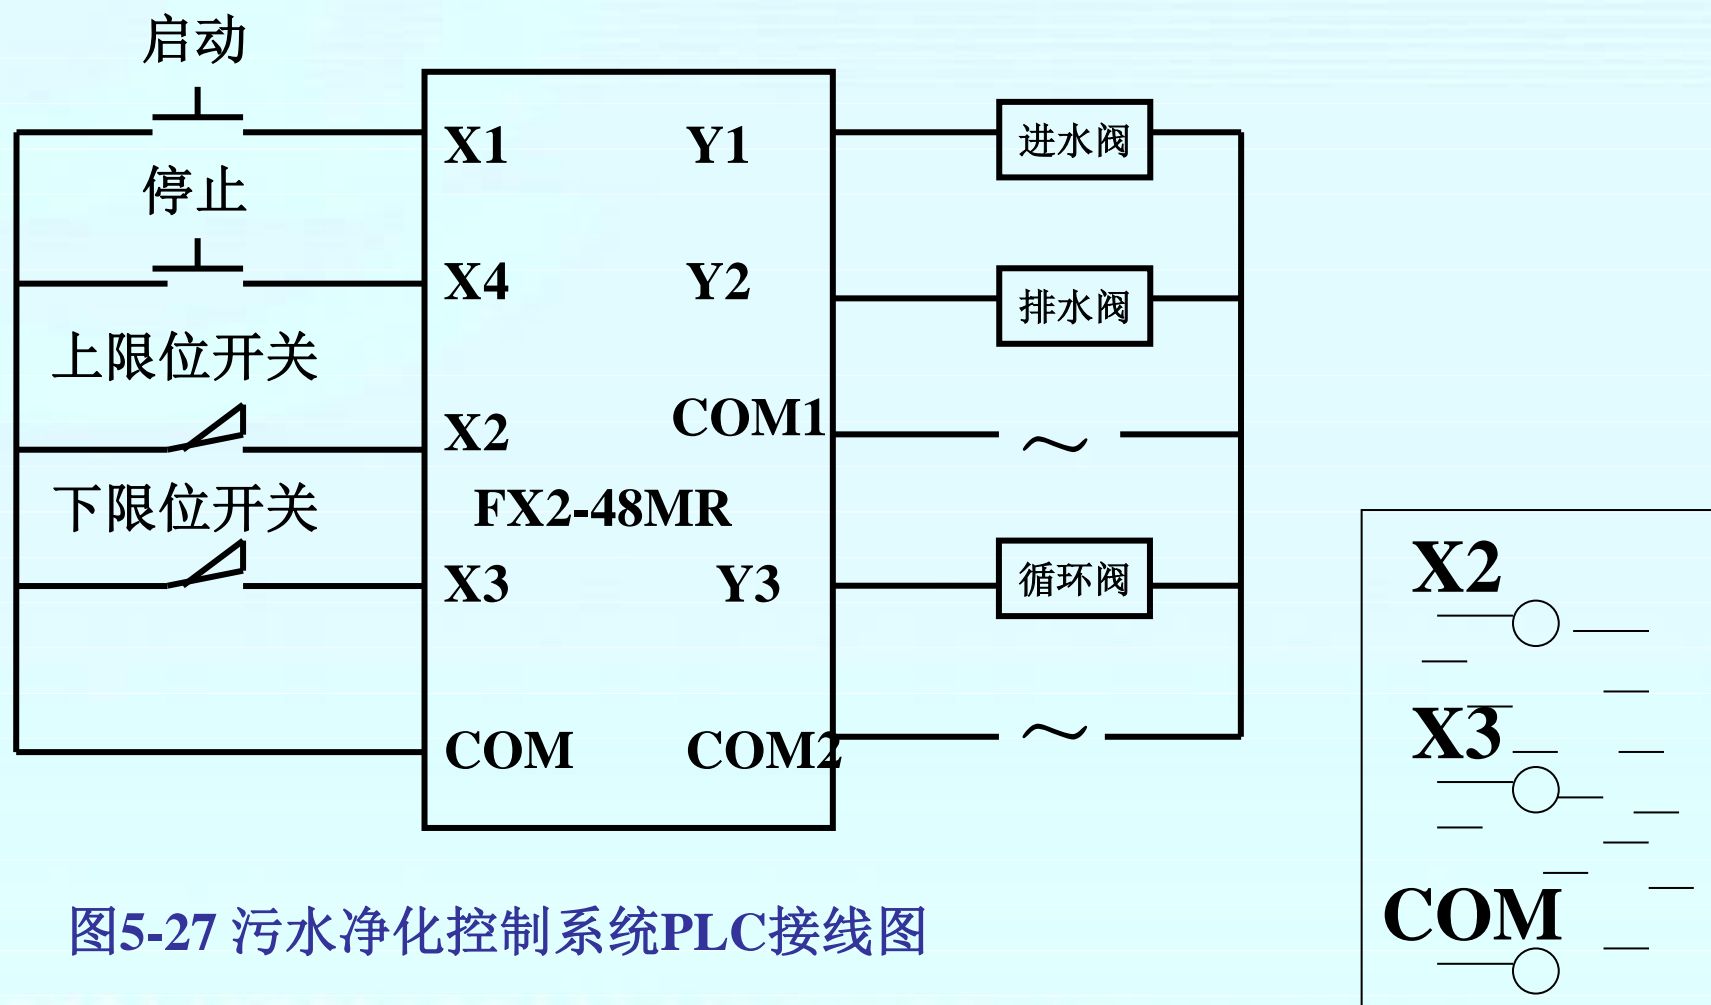 启动
X1 Y1 进水阀
停止
X4 Y2 排水阀
上限位开关
X2 COM1 ~
下限位开关
FX2-48MR
X3 Y3 循环阀
COM COM2 ~
X2
X3
COM
图5-27 污水净化控制系统PLC接线图